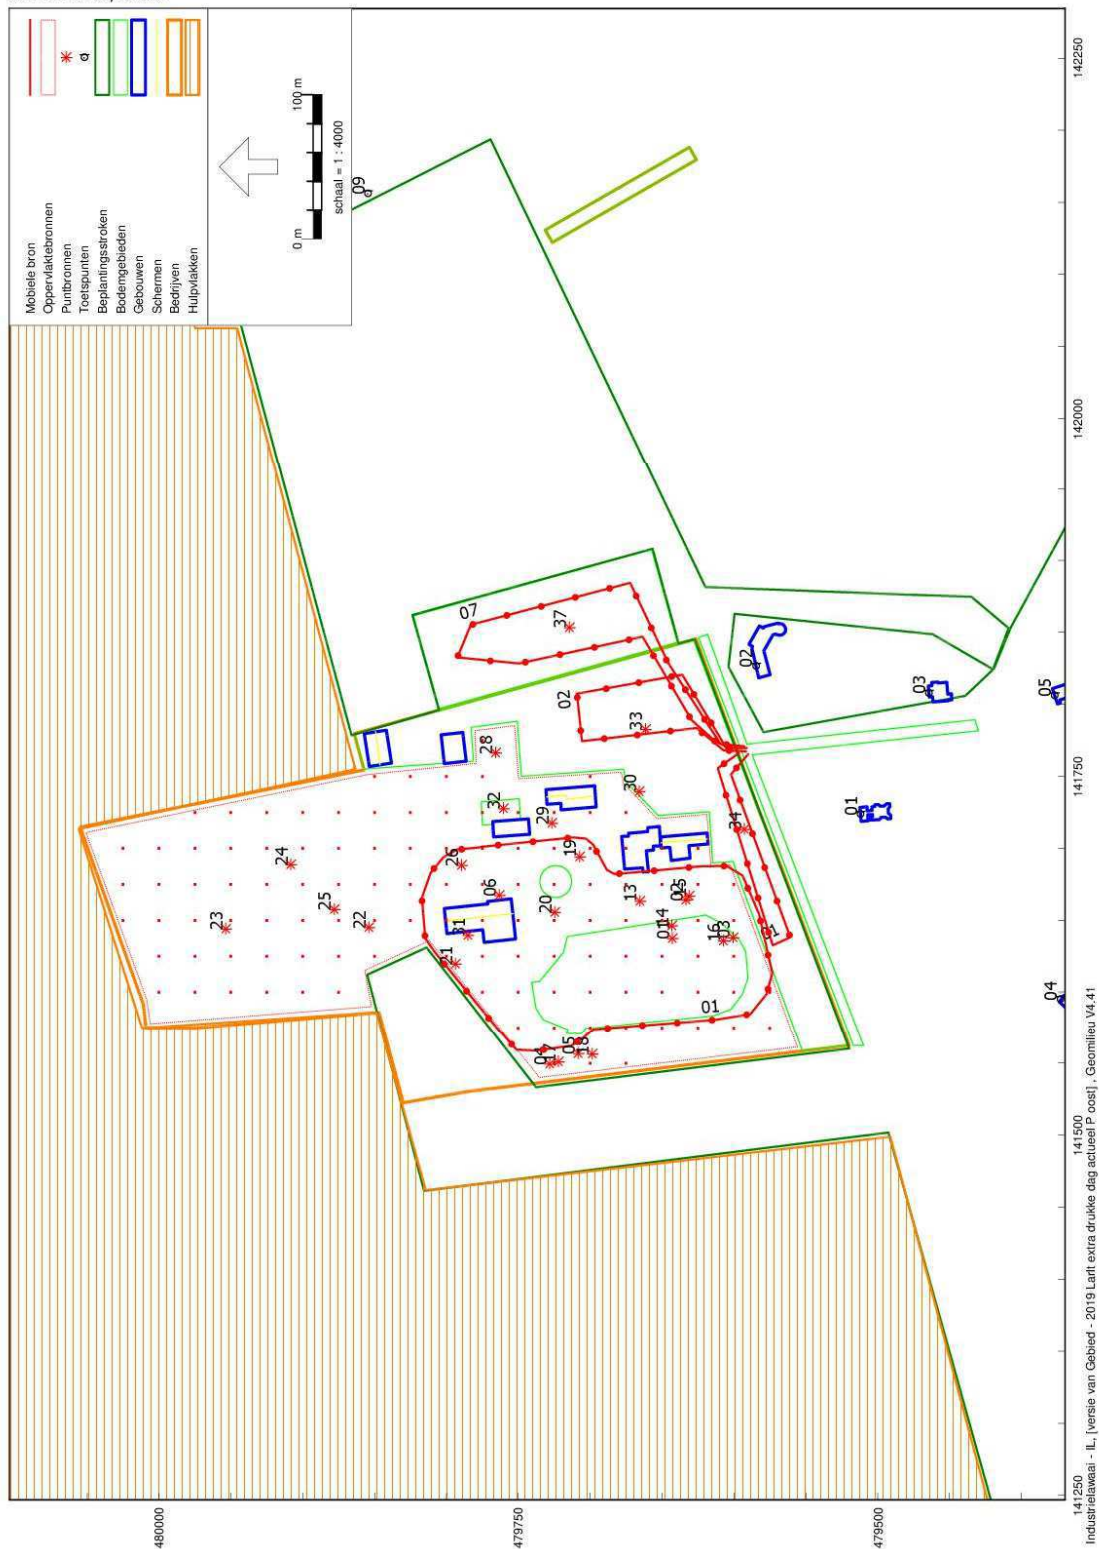 Mobiele bron
Oppervlaktebronnen
Puntbronnen
Toetspunten
Beplantingsstroken
Bodemgebieden
Gebouwen
Schermen
Bedrijven
Hulpvlakken
0 m
100 m
schaal = 1 : 4000
09
07
37
02
33
28
32
30
29
34
24
26
19
25
06
20
13
23
22
31
21
14
01
16
03
01
05
18
02
03
05
01
04
480000
479750
479500
141250
141500
141750
142000
142250
Industrielawaai - IL, [versie van Gebied - 2019 Larlt extra drukke dag actueel P oost] , Geomilieu V4.41